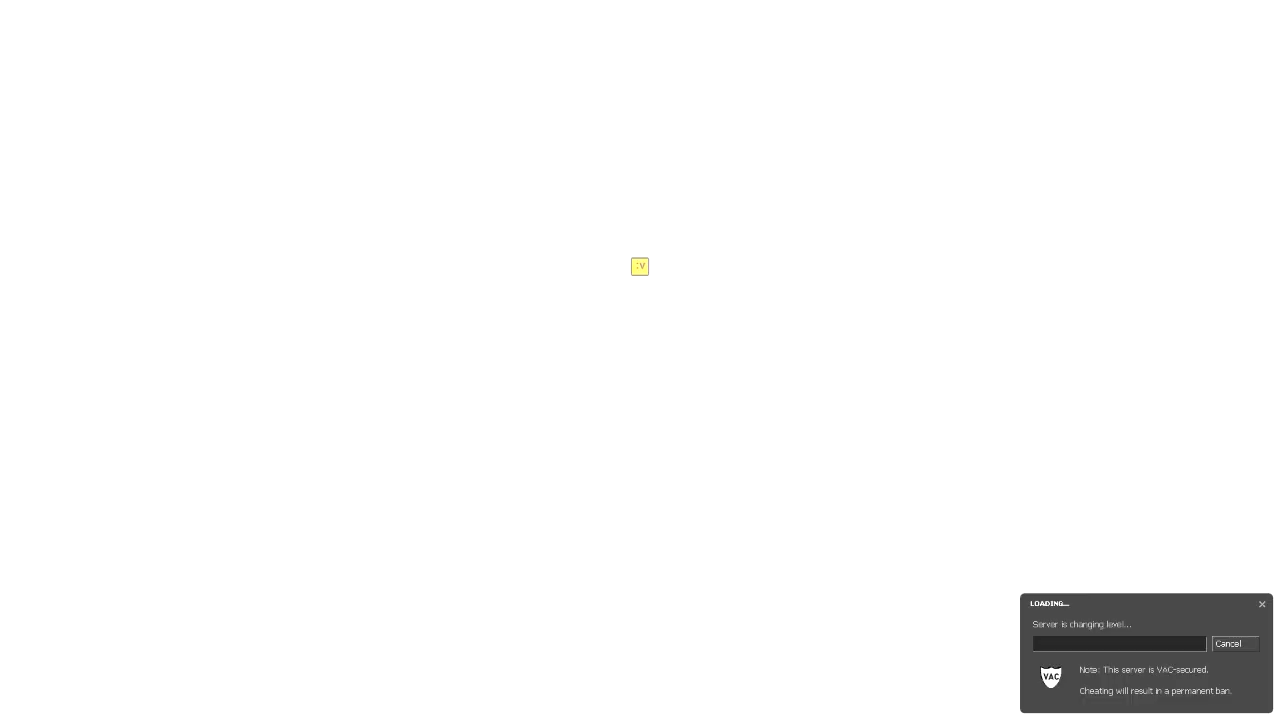 :v
LOADING...
Server is changing level...
Cancel
VAC
Note: This server is VAC-secured.
Cheating will result in a permanent ban.